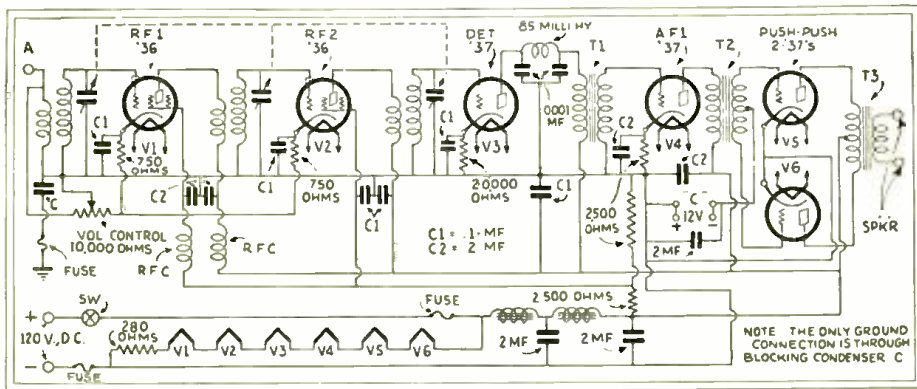 A
RF1
'36
RF2
'36
DET
'37
85 MILLI HY
T1
AF1
'37
T2
PUSH-PUSH
2-'37'S
T3
.0001
MF
C1
V1
750
OHMS
C1
V2
C1
V3
C2
V4
C2
V5
V6
C
VOL CONTROL
10,000 OHMS
FUSE
C2
RFC
RFC
750
OHMS
C1
20,000
OHMS
C1
C1 = .1 MF
C2 = 2 MF
2500
OHMS
C
12V
+
-
2 MF
SPKR
SW
+
120 V., D.C.
-
FUSE
280
OHMS
V1
V2
V3
V4
V5
V6
FUSE
2500 OHMS
2 MF
2 MF
NOTE THE ONLY GROUND
CONNECTION IS THROUGH
BLOCKING CONDENSER C